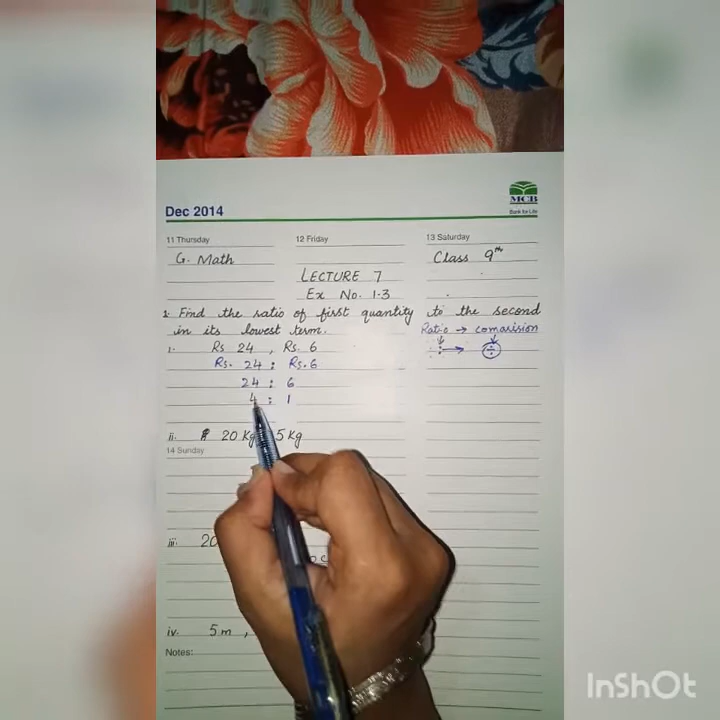 MCB
Bank for Life
Dec 2014
11 Thursday 12 Friday 13 Saturday
G. Math Class 9th
LECTURE 7
Ex No. 1.3
1. Find the ratio of first quantity to the second
in its lowest term.
Ratio → comarision
: → ÷
i. Rs 24 , Rs. 6
Rs. 24 : Rs. 6
24 : 6
4 : 1
ii. 20 Kg 5 Kg
14 Sunday
iii. 20
iv. 5 m ,
Notes:
InShOt